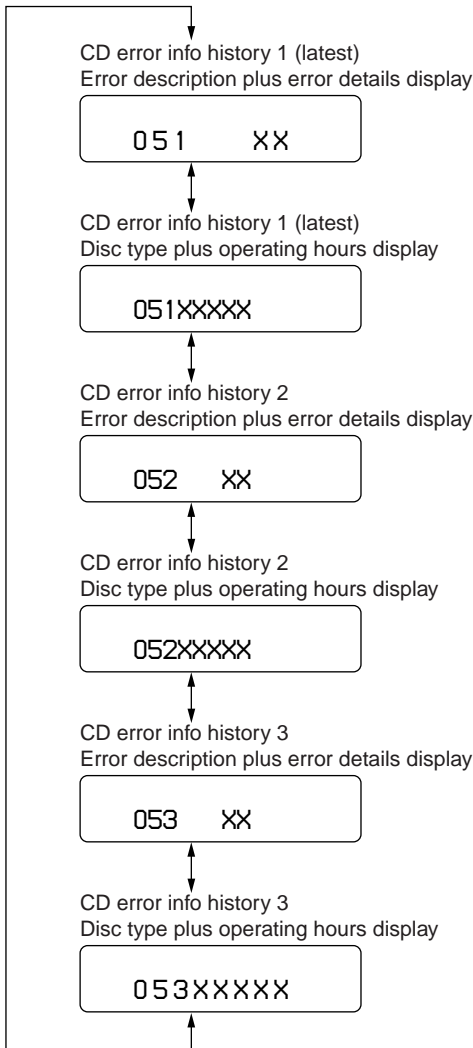 CD error info history 1 (latest)
Error description plus error details display
051 XX
CD error info history 1 (latest)
Disc type plus operating hours display
051XXXXX
CD error info history 2
Error description plus error details display
052 XX
CD error info history 2
Disc type plus operating hours display
052XXXXX
CD error info history 3
Error description plus error details display
053 XX
CD error info history 3
Disc type plus operating hours display
053XXXXX